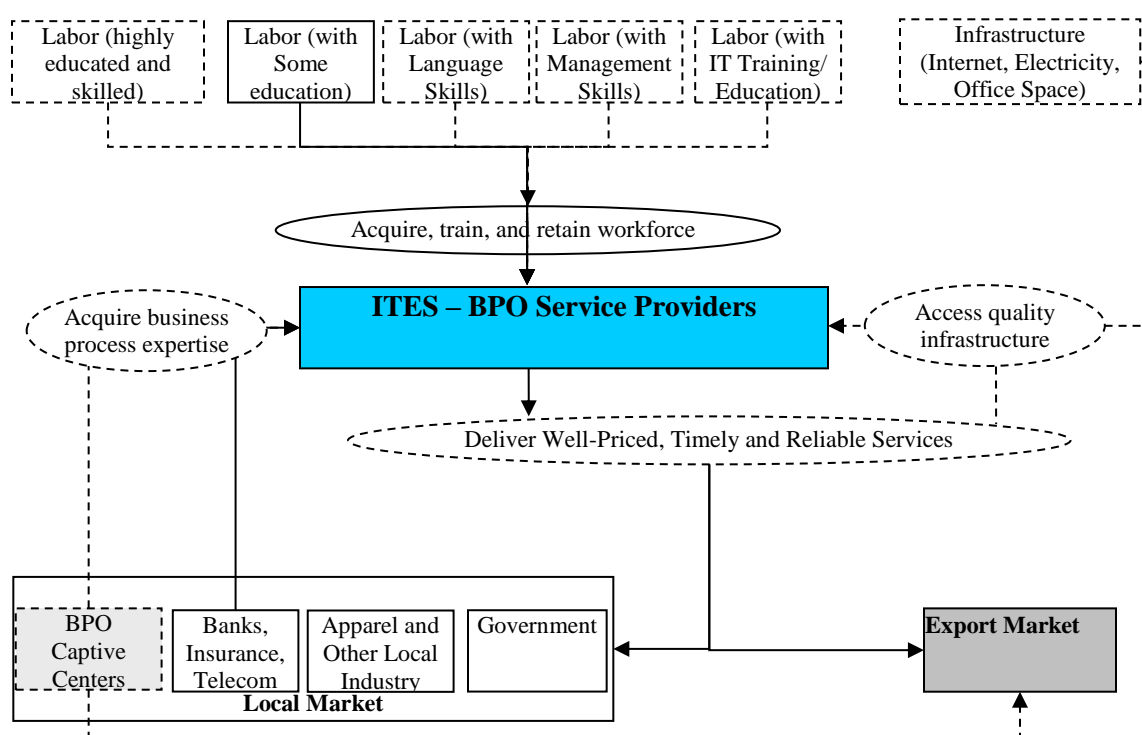 Labor (highly
educated and
skilled)
Labor (with
Some
education)
Labor (with
Language
Skills)
Labor (with
Management
Skills)
Labor (with
IT Training/
Education)
Infrastructure
(Internet, Electricity,
Office Space)
Acquire, train, and retain workforce
Acquire business
process expertise
ITES – BPO Service Providers
Access quality
infrastructure
Deliver Well-Priced, Timely and Reliable Services
BPO
Captive
Centers
Banks,
Insurance,
Telecom
Apparel and
Other Local
Industry
Government
Local Market
Export Market